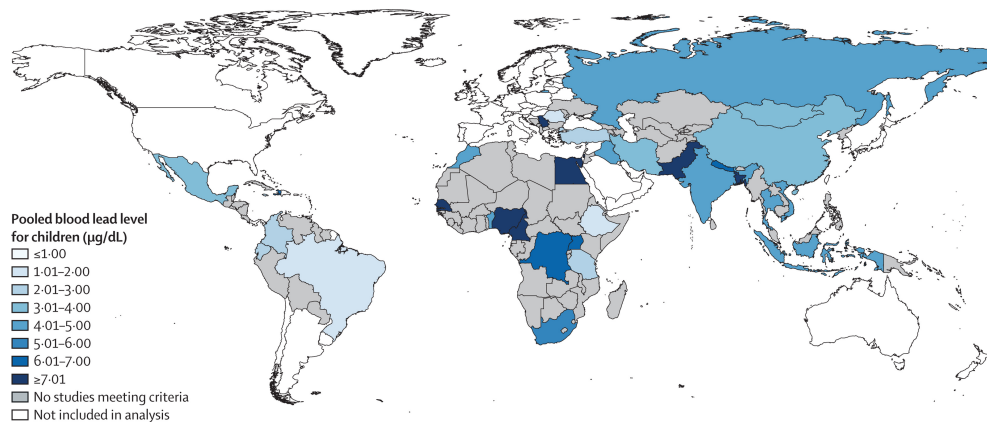 Pooled blood lead level
for children (µg/dL)
≤1·00
1·01–2·00
2·01–3·00
3·01–4·00
4·01–5·00
5·01–6·00
6·01–7·00
≥7·01
No studies meeting criteria
Not included in analysis